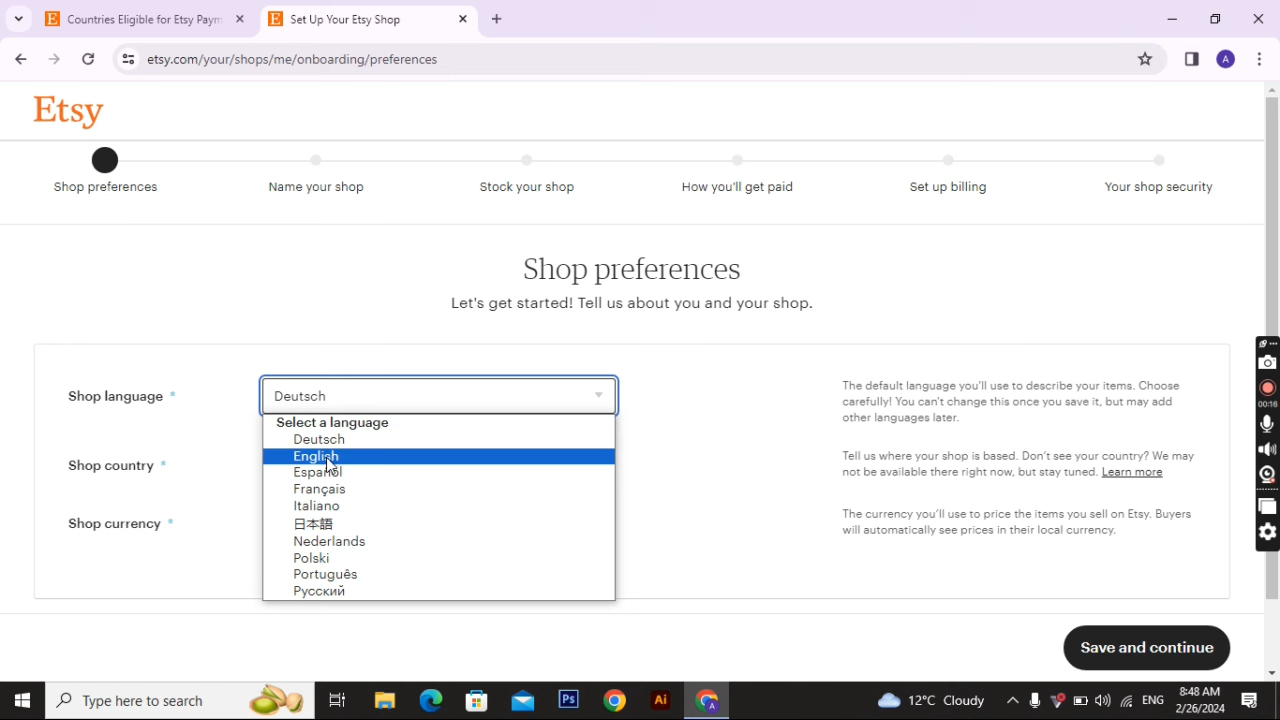 Countries Eligible for Etsy Paym
Set Up Your Etsy Shop
etsy.com/your/shops/me/onboarding/preferences
A
Etsy
Shop preferences
Name your shop
Stock your shop
How you'll get paid
Set up billing
Your shop security
Shop preferences
Let's get started! Tell us about you and your shop.
Shop language *
Deutsch
The default language you'll use to describe your items. Choose
carefully! You can't change this once you save it, but may add
other languages later.
Select a language
Deutsch
English
Español
Français
Italiano
日本語
Nederlands
Polski
Português
Русский
Shop country *
Tell us where your shop is based. Don't see your country? We may
not be available there right now, but stay tuned. Learn more
Shop currency *
The currency you'll use to price the items you sell on Etsy. Buyers
will automatically see prices in their local currency.
00:16
Save and continue
Type here to search
Ps
Ai
A
12°C Cloudy
ENG
8:48 AM
2/26/2024